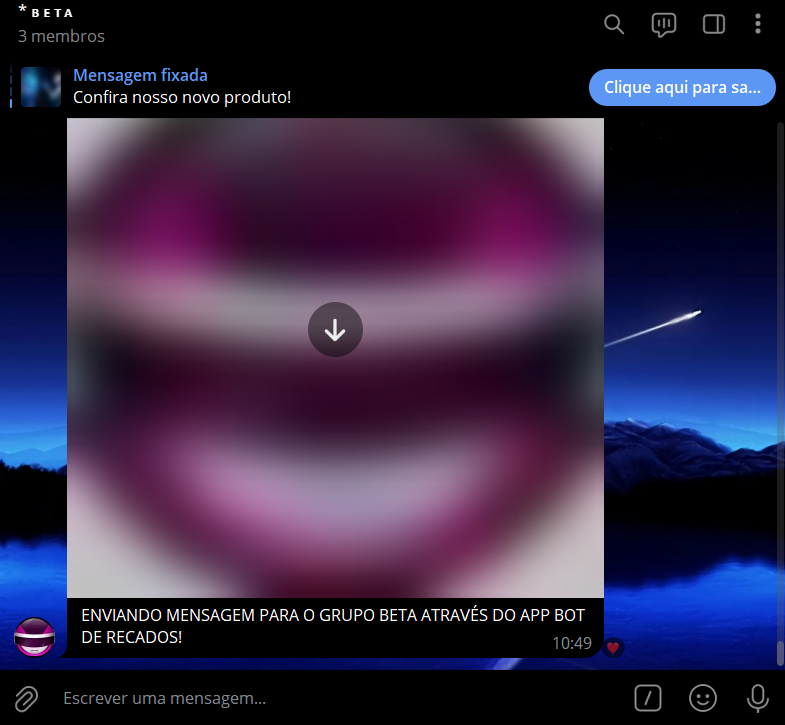 * BETA
3 membros
Mensagem fixada
Confira nosso novo produto!
Clique aqui para sa...
ENVIANDO MENSAGEM PARA O GRUPO BETA ATRAVÉS DO APP BOT
DE RECADOS!
10:49
Escrever uma mensagem...